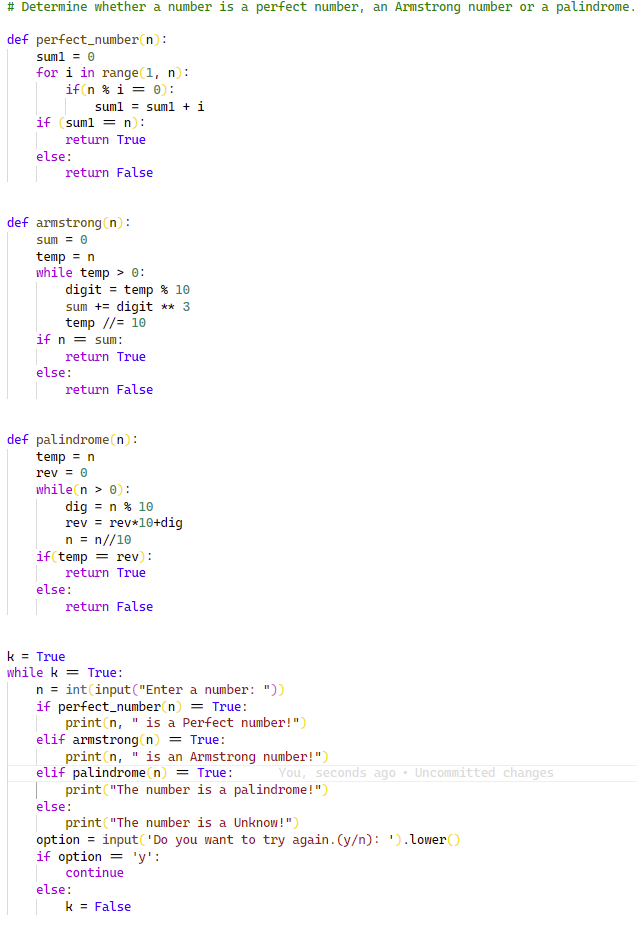 # Determine whether a number is a perfect number, an Armstrong number or a palindrome.
def perfect_number(n):
    sum1 = 0
    for i in range(1, n):
        if(n % i == 0):
            sum1 = sum1 + i
    if (sum1 == n):
        return True
    else:
        return False
def armstrong(n):
    sum = 0
    temp = n
    while temp > 0:
        digit = temp % 10
        sum += digit ** 3
        temp //= 10
    if n == sum:
        return True
    else:
        return False
def palindrome(n):
    temp = n
    rev = 0
    while(n > 0):
        dig = n % 10
        rev = rev*10+dig
        n = n//10
    if(temp == rev):
        return True
    else:
        return False
k = True
while k == True:
    n = int(input("Enter a number: "))
    if perfect_number(n) == True:
        print(n, " is a Perfect number!")
    elif armstrong(n) == True:
        print(n, " is an Armstrong number!")
    elif palindrome(n) == True: You, seconds ago • Uncommitted changes
        print("The number is a palindrome!")
    else:
        print("The number is a Unknow!")
    option = input('Do you want to try again.(y/n): ').lower()
    if option == 'y':
        continue
    else:
        k = False